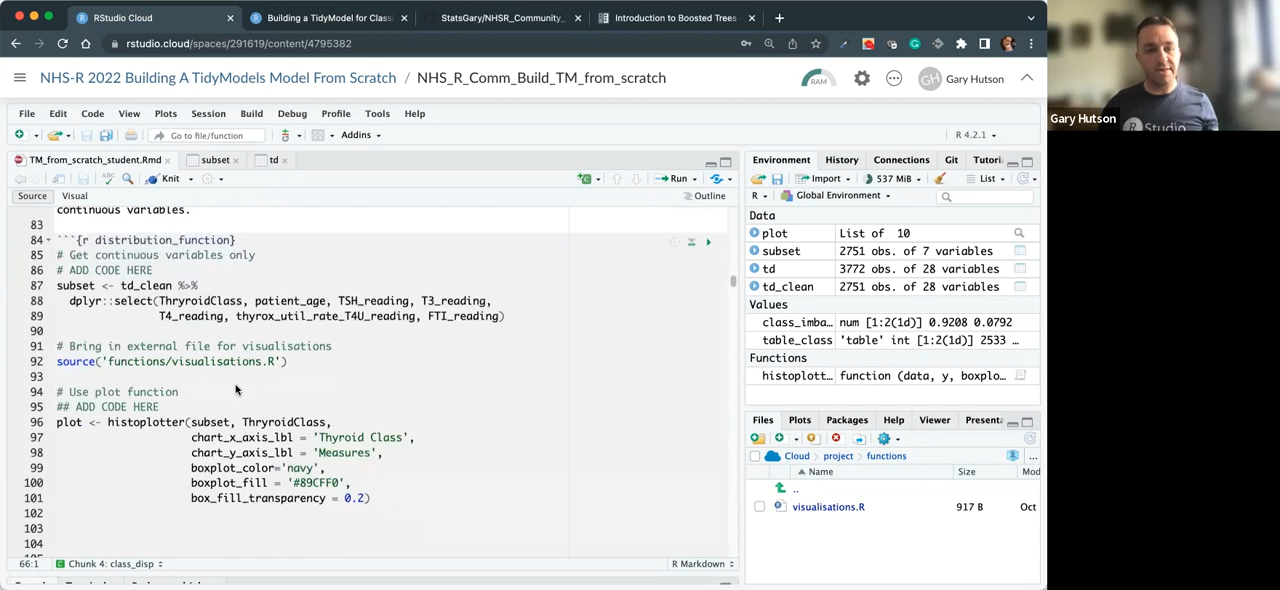 RStudio Cloud
Building a TidyModel for Class
StatsGary/NHSR_Community_
Introduction to Boosted Trees -
rstudio.cloud/spaces/291619/content/4795382
NHS-R 2022 Building A TidyModels Model From Scratch / NHS_R_Comm_Build_TM_from_scratch
RAM
GH Gary Hutson
File Edit Code View Plots Session Build Debug Profile Tools Help
Go to file/function Addins R 4.2.1
TM_from_scratch_student.Rmd subset td
Knit Run
Source Visual Outline
continuous variables.
83
84 ```{r distribution_function}
85 # Get continuous variables only
86 # ADD CODE HERE
87 subset <- td_clean %>%
88 dplyr::select(ThryroidClass, patient_age, TSH_reading, T3_reading,
89 T4_reading, thyrox_util_rate_T4U_reading, FTI_reading)
90
91 # Bring in external file for visualisations
92 source('functions/visualisations.R')
93
94 # Use plot function
95 ## ADD CODE HERE
96 plot <- histoplotter(subset, ThryroidClass,
97 chart_x_axis_lbl = 'Thyroid Class',
98 chart_y_axis_lbl = 'Measures',
99 boxplot_color='navy',
100 boxplot_fill = '#89CFF0',
101 box_fill_transparency = 0.2)
102
103
104
66:1 Chunk 4: class_disp R Markdown
Environment History Connections Git Tutori
Import 537 MiB List
R Global Environment
Data
plot List of 10
subset 2751 obs. of 7 variables
td 3772 obs. of 28 variables
td_clean 2751 obs. of 28 variables
Values
class_imba… num [1:2(1d)] 0.9208 0.0792
table_class 'table' int [1:2(1d)] 2533 …
Functions
histoplott… function (data, y, boxplo…
Files Plots Packages Help Viewer Presenta
Cloud project functions
Name Size Mod
..
visualisations.R 917 B Oct
Gary Hutson
R Studio